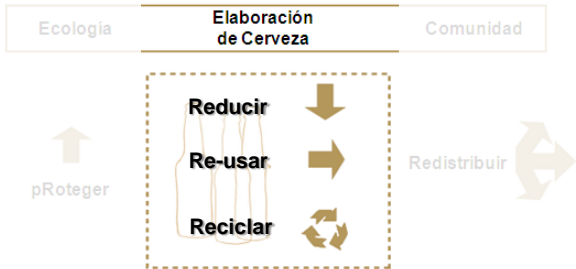 Ecología
Elaboración
de Cerveza
Comunidad
Reducir
Re-usar
Reciclar
pRoteger
Redistribuir